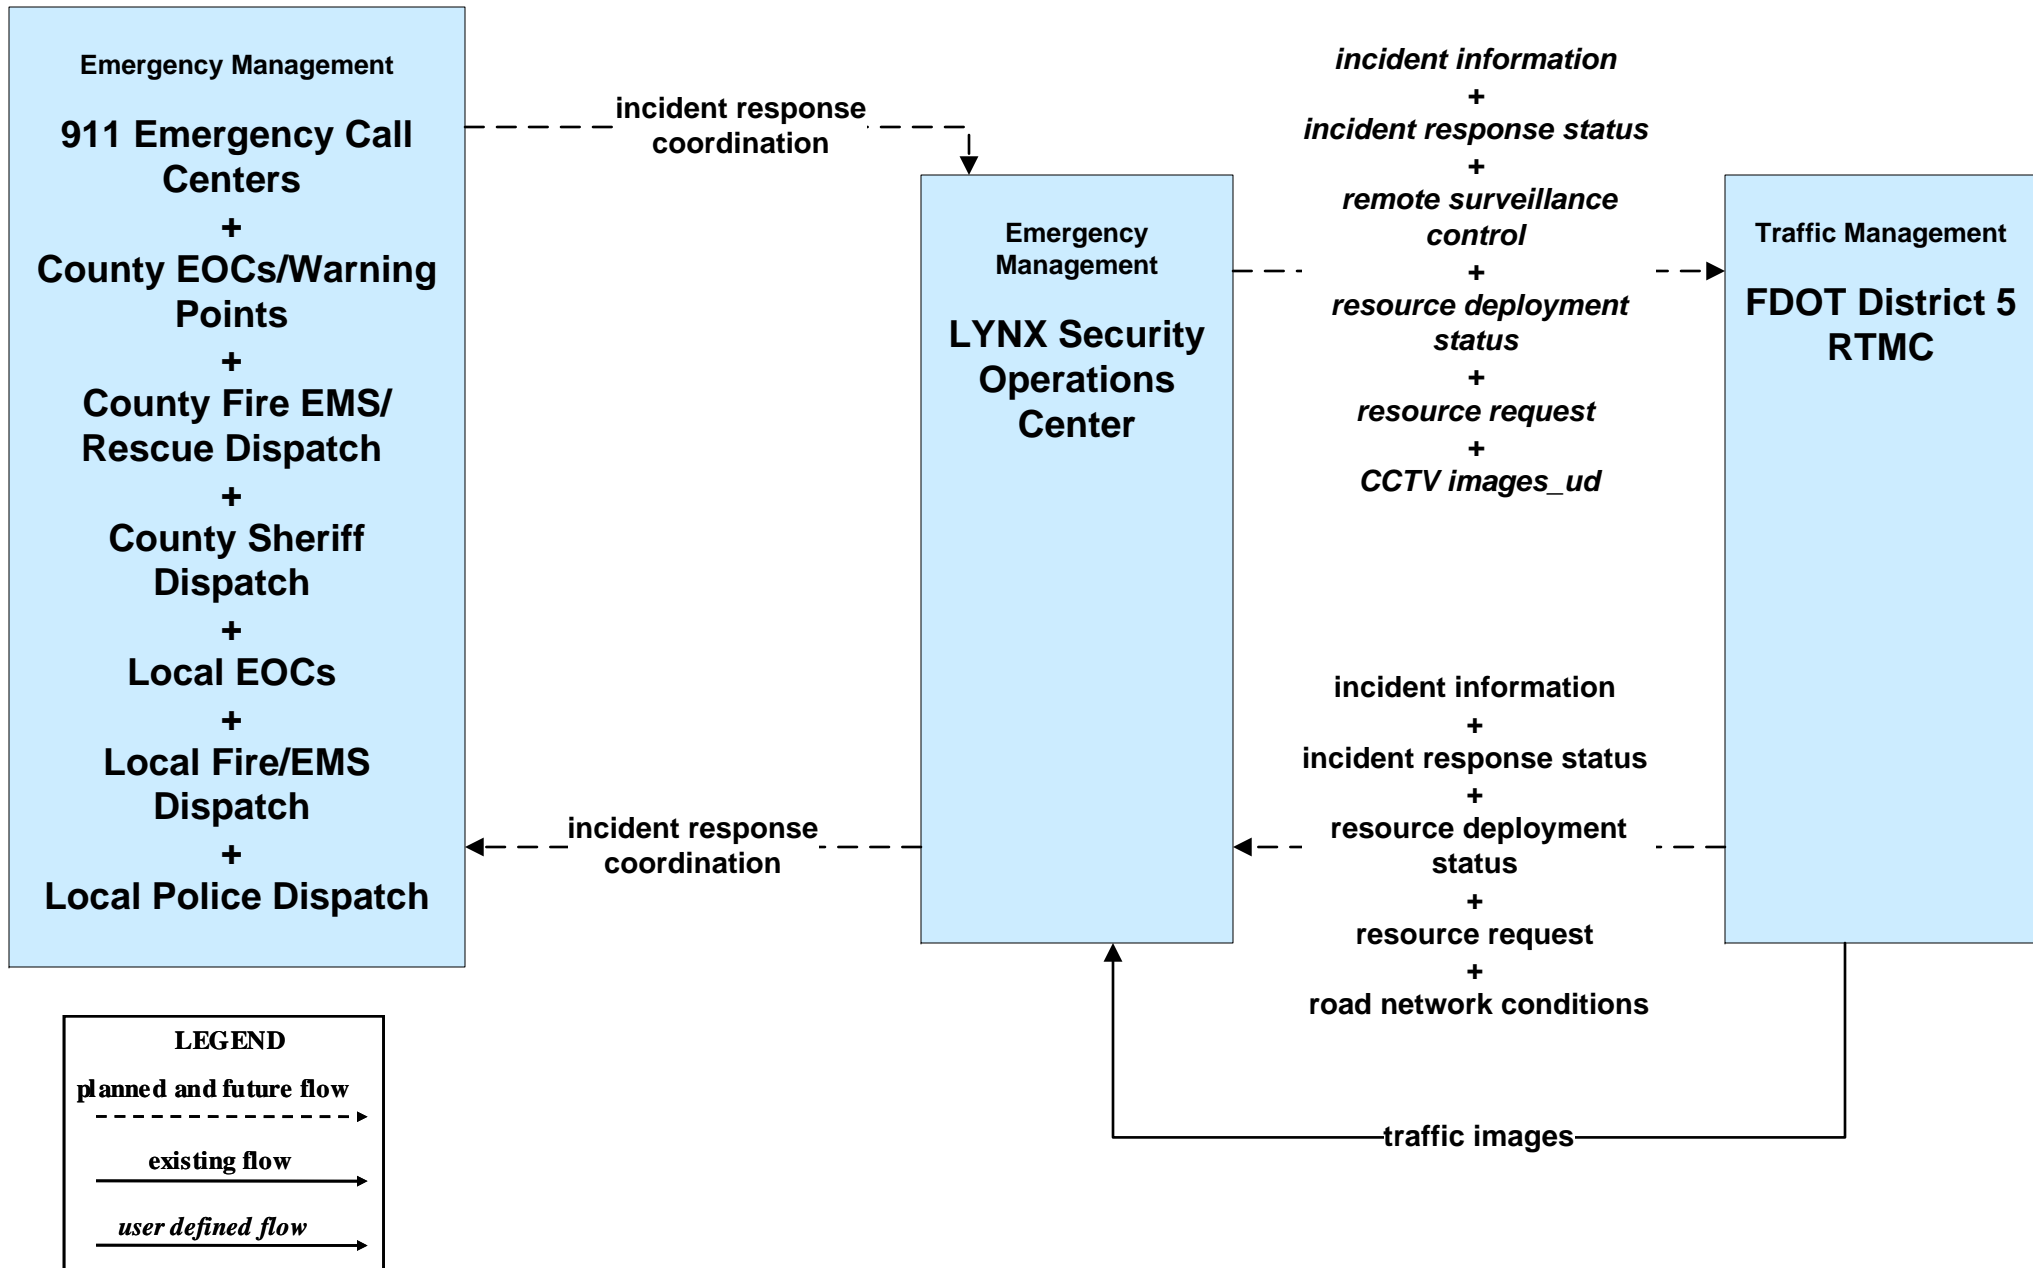 Emergency Management
911 Emergency Call
Centers
+
County EOCs/Warning
Points
+
County Fire EMS/
Rescue Dispatch
+
County Sheriff
Dispatch
+
Local EOCs
+
Local Fire/EMS
Dispatch
+
Local Police Dispatch
incident response
coordination
incident response
coordination
Emergency
Management
LYNX Security
Operations
Center
incident information
+
incident response status
+
remote surveillance
control
+
resource deployment
status
+
resource request
+
CCTV images_ud
incident information
+
incident response status
+
resource deployment
status
+
resource request
+
road network conditions
traffic images
Traffic Management
FDOT District 5
RTMC
LEGEND
planned and future flow
existing flow
user defined flow